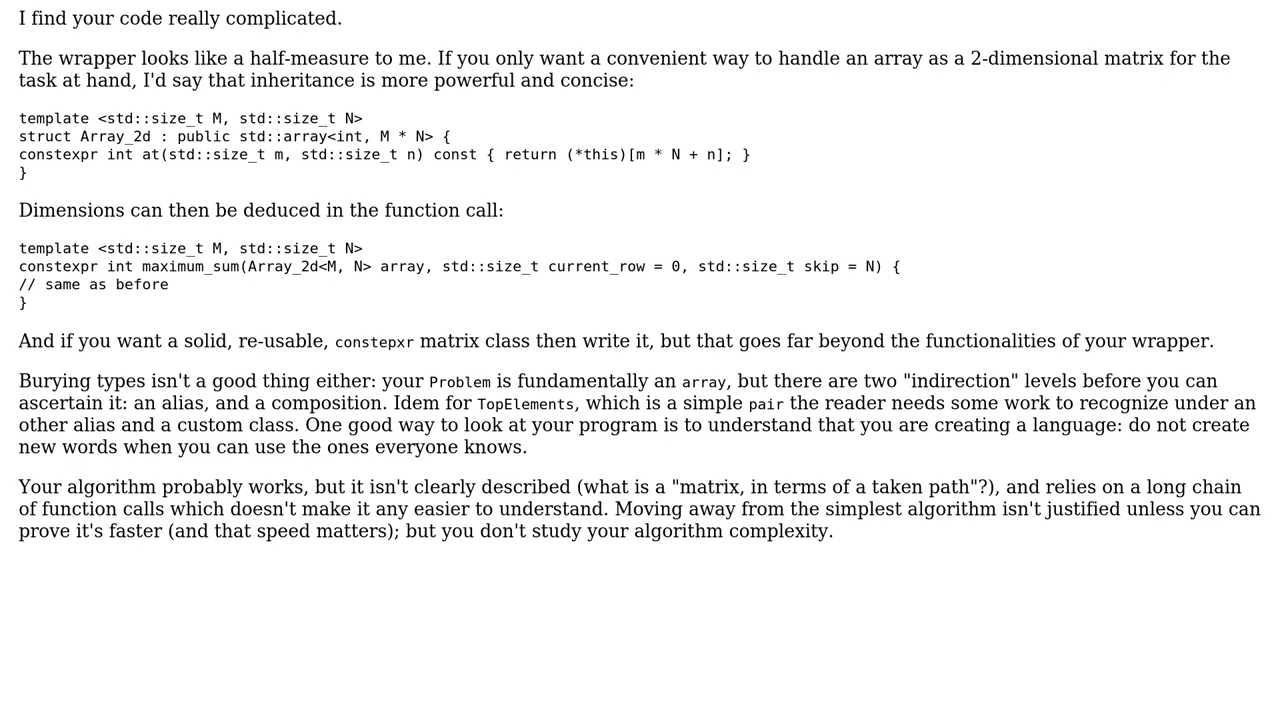 I find your code really complicated.
The wrapper looks like a half-measure to me. If you only want a convenient way to handle an array as a 2-dimensional matrix for the
task at hand, I'd say that inheritance is more powerful and concise:
template <std::size_t M, std::size_t N>
struct Array_2d : public std::array<int, M * N> {
constexpr int at(std::size_t m, std::size_t n) const { return (*this)[m * N + n]; }
}
Dimensions can then be deduced in the function call:
template <std::size_t M, std::size_t N>
constexpr int maximum_sum(Array_2d<M, N> array, std::size_t current_row = 0, std::size_t skip = N) {
// same as before
}
And if you want a solid, re-usable, constepxr matrix class then write it, but that goes far beyond the functionalities of your wrapper.
Burying types isn't a good thing either: your Problem is fundamentally an array, but there are two "indirection" levels before you can
ascertain it: an alias, and a composition. Idem for TopElements, which is a simple pair the reader needs some work to recognize under an
other alias and a custom class. One good way to look at your program is to understand that you are creating a language: do not create
new words when you can use the ones everyone knows.
Your algorithm probably works, but it isn't clearly described (what is a "matrix, in terms of a taken path"?), and relies on a long chain
of function calls which doesn't make it any easier to understand. Moving away from the simplest algorithm isn't justified unless you can
prove it's faster (and that speed matters); but you don't study your algorithm complexity.